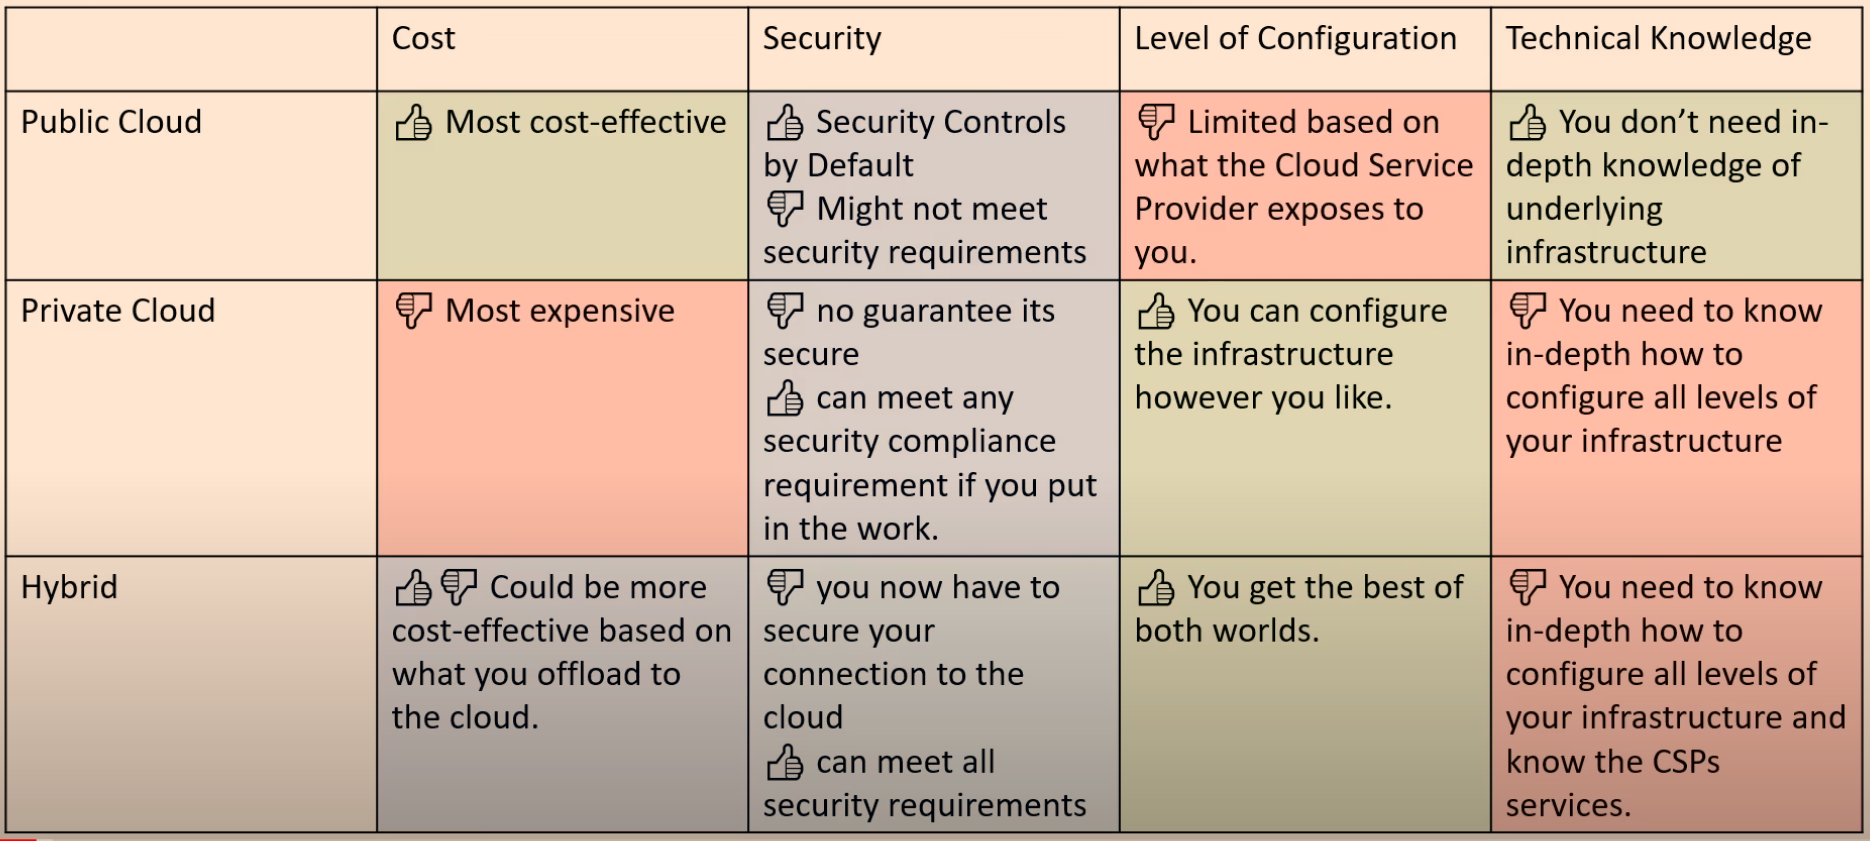 Cost
Security
Level of Configuration
Technical Knowledge
Public Cloud
👍 Most cost-effective
👍 Security Controls
by Default
👎 Might not meet
security requirements
👎 Limited based on
what the Cloud Service
Provider exposes to
you.
👍 You don’t need in-
depth knowledge of
underlying
infrastructure
Private Cloud
👎 Most expensive
👎 no guarantee its
secure
👍 can meet any
security compliance
requirement if you put
in the work.
👍 You can configure
the infrastructure
however you like.
👎 You need to know
in-depth how to
configure all levels of
your infrastructure
Hybrid
👍👎 Could be more
cost-effective based on
what you offload to
the cloud.
👎 you now have to
secure your
connection to the
cloud
👍 can meet all
security requirements
👍 You get the best of
both worlds.
👎 You need to know
in-depth how to
configure all levels of
your infrastructure and
know the CSPs
services.